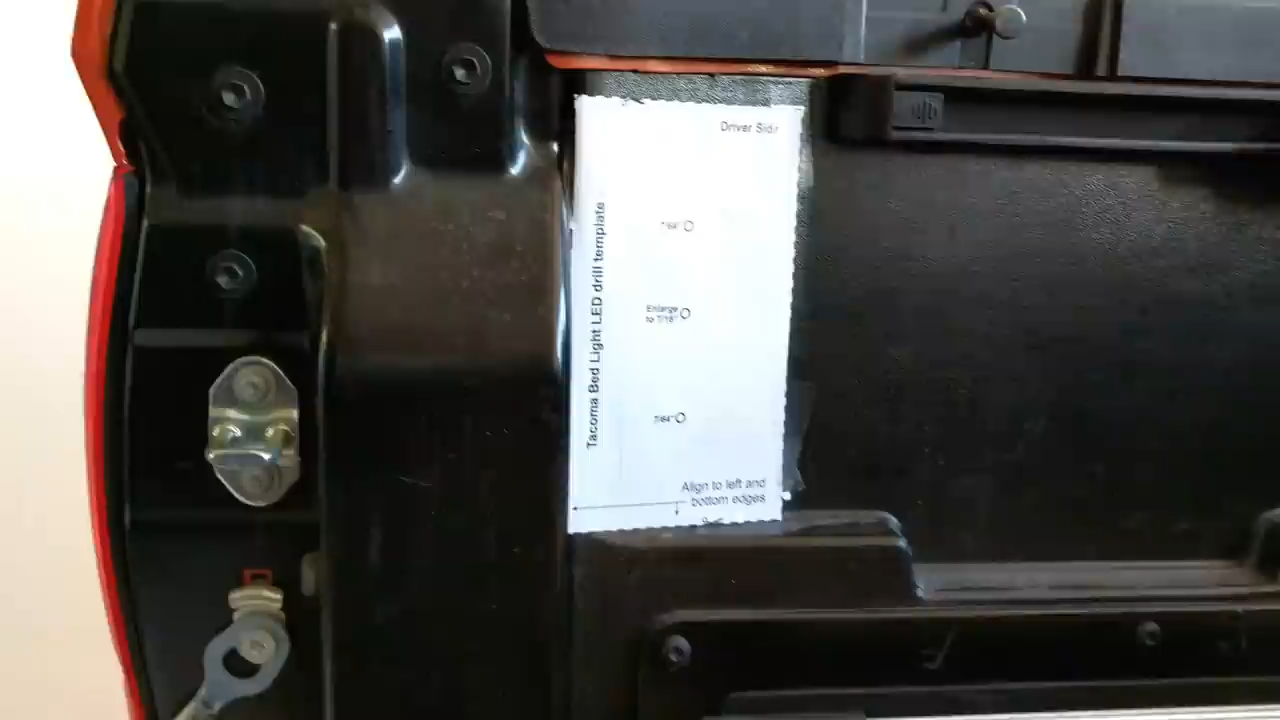 Driver Side
Tacoma Bed Light LED drill template
7/64"
Enlarge
to 7/16"
7/64"
Align to left and
bottom edges